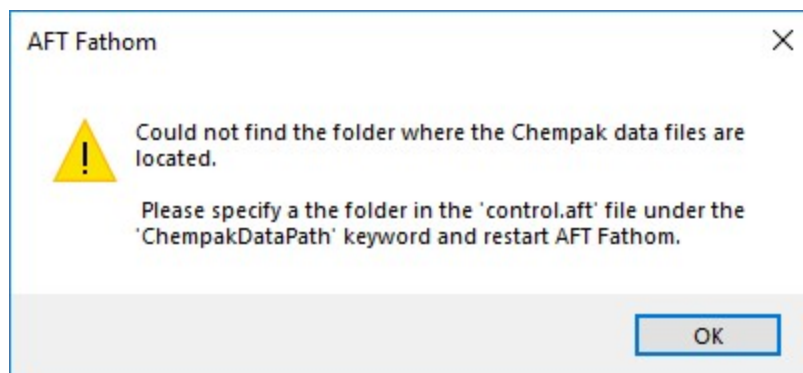 AFT Fathom
Could not find the folder where the Chempak data files are
located.
Please specify a the folder in the 'control.aft' file under the
'ChempakDataPath' keyword and restart AFT Fathom.
OK